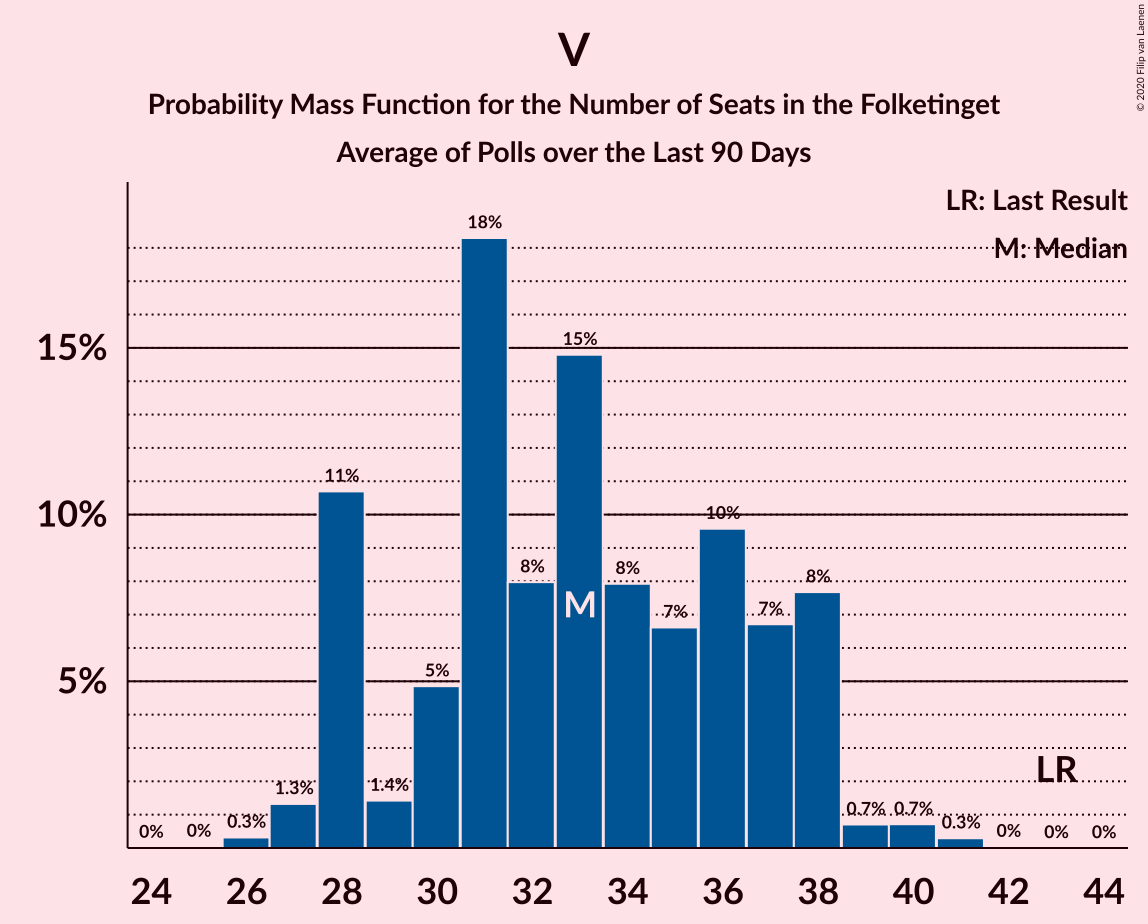 V
Probability Mass Function for the Number of Seats in the Folketinget
Average of Polls over the Last 90 Days
© 2020 Filip van Laenen
LR: Last Result
M: Median
15%
10%
5%
0%
0%
0.3%
1.3%
11%
1.4%
5%
18%
8%
15%
8%
7%
10%
7%
8%
0.7%
0.7%
0.3%
0%
0%
0%
M
LR
24 26 28 30 32 34 36 38 40 42 44